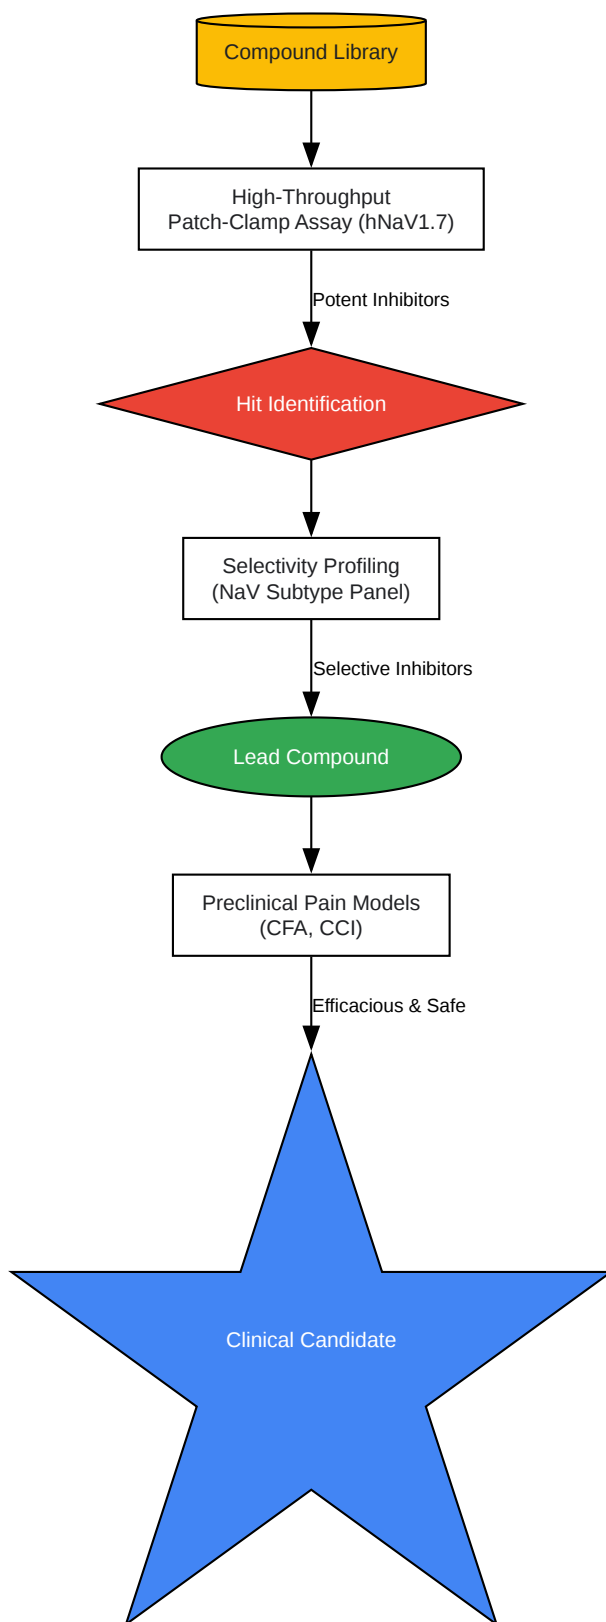 Compound Library
High-Throughput
Patch-Clamp Assay (hNaV1.7)
Potent Inhibitors
Hit Identification
Selectivity Profiling
(NaV Subtype Panel)
Selective Inhibitors
Lead Compound
Preclinical Pain Models
(CFA, CCI)
Efficacious & Safe
Clinical Candidate